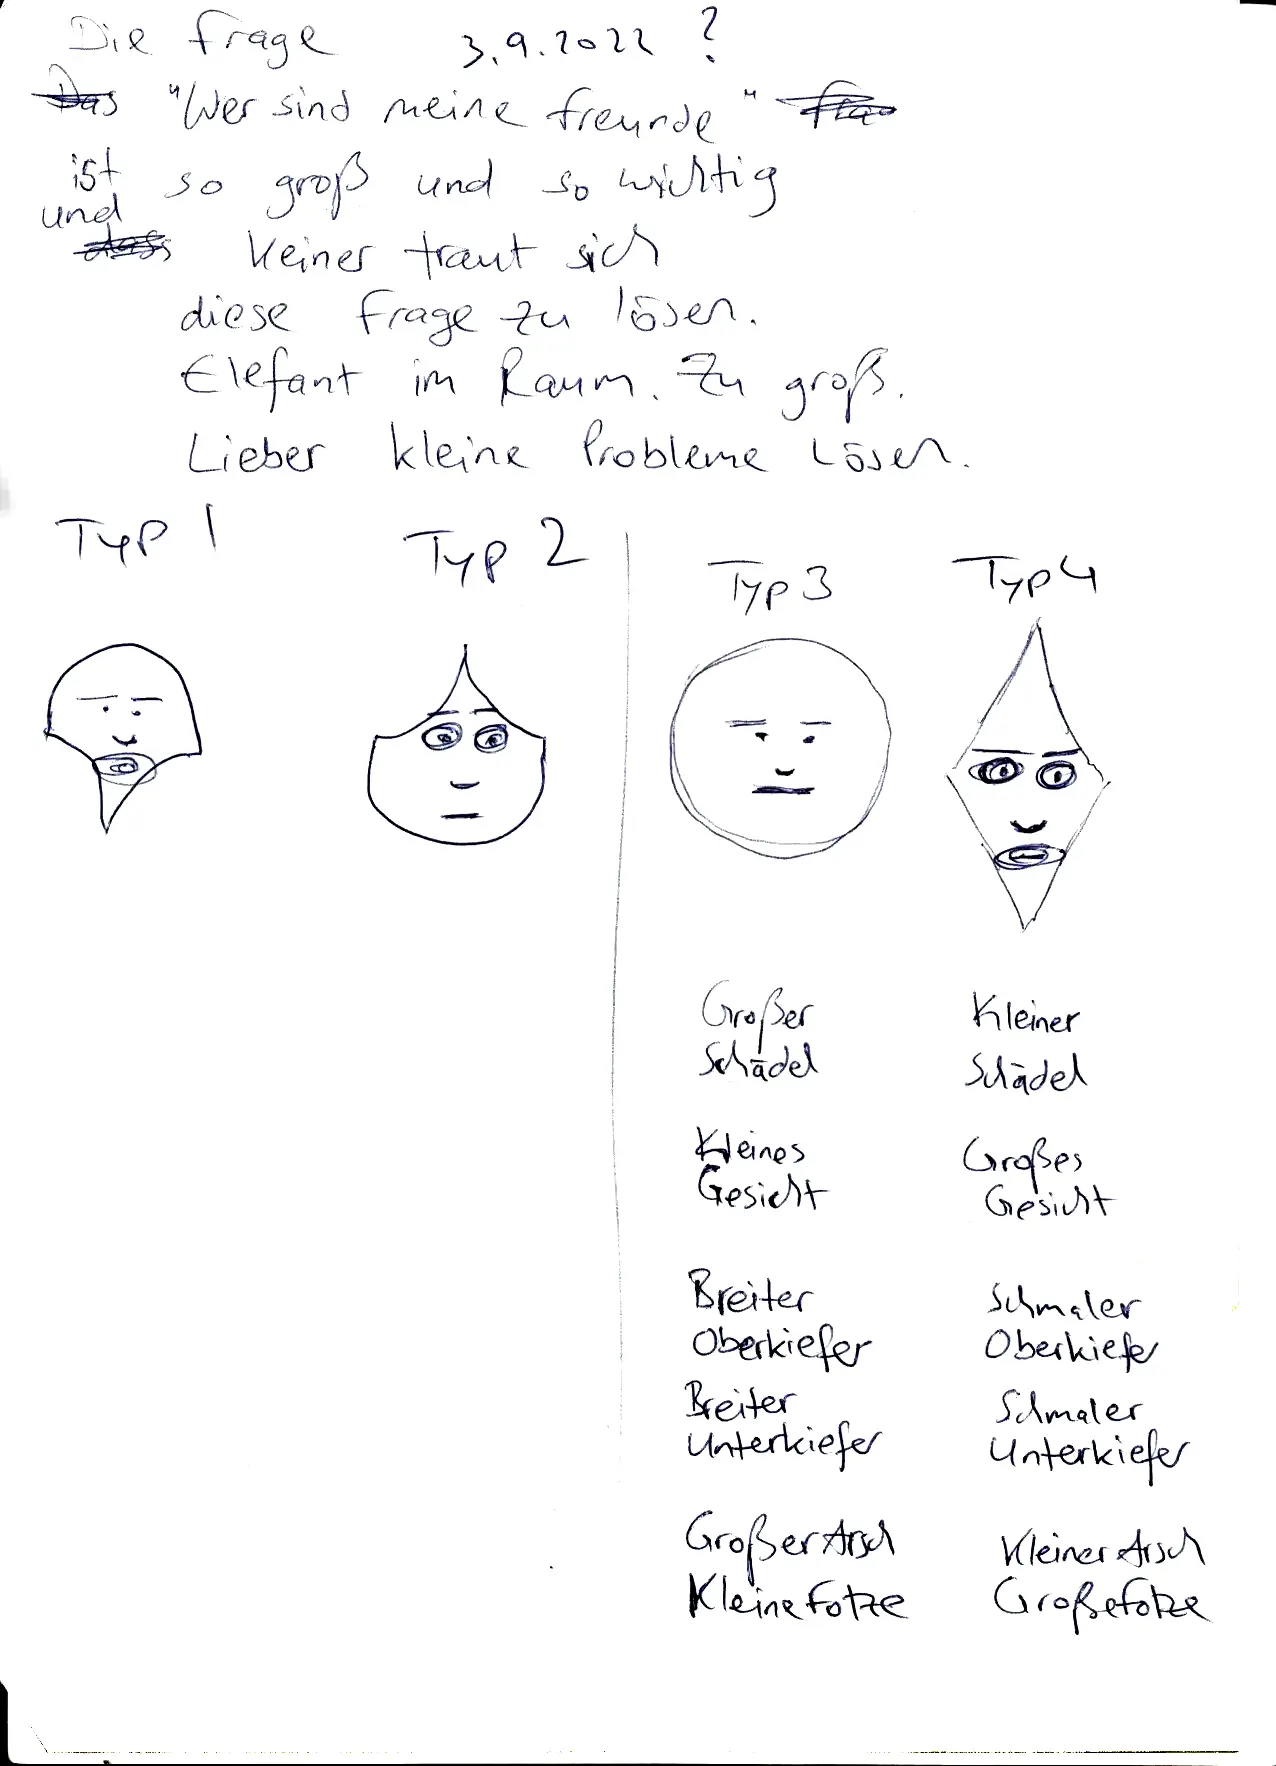 Die Frage 3.9.2022 ?
Das "Wer sind meine Freunde" Fra
ist so groß und so wichtig
und
dass keiner traut sich
diese Frage zu lösen.
Elefant im Raum. Zu groß.
Lieber kleine Probleme Lösen.
Typ 1 Typ 2 Typ 3 Typ 4
Großer Kleiner
Schädel Schädel
Kleines Großes
Gesicht Gesicht
Breiter Schmaler
Oberkiefer Oberkiefer
Breiter Schmaler
Unterkiefer Unterkiefer
Großer Arsch Kleiner Arsch
Kleine Fotze Große Fotze